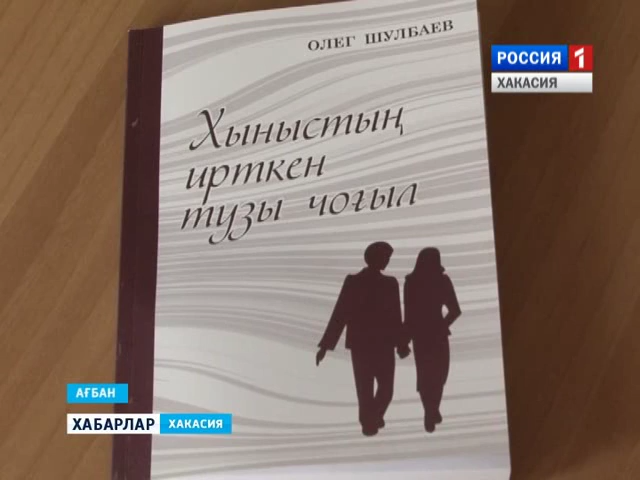 ОЛЕГ ШУЛБАЕВ
РОССИЯ 1
ХАКАСИЯ
Хыныстың
ирткен
тузы чоғыл
АҒБАН
ХАБАРЛАР ХАКАСИЯ